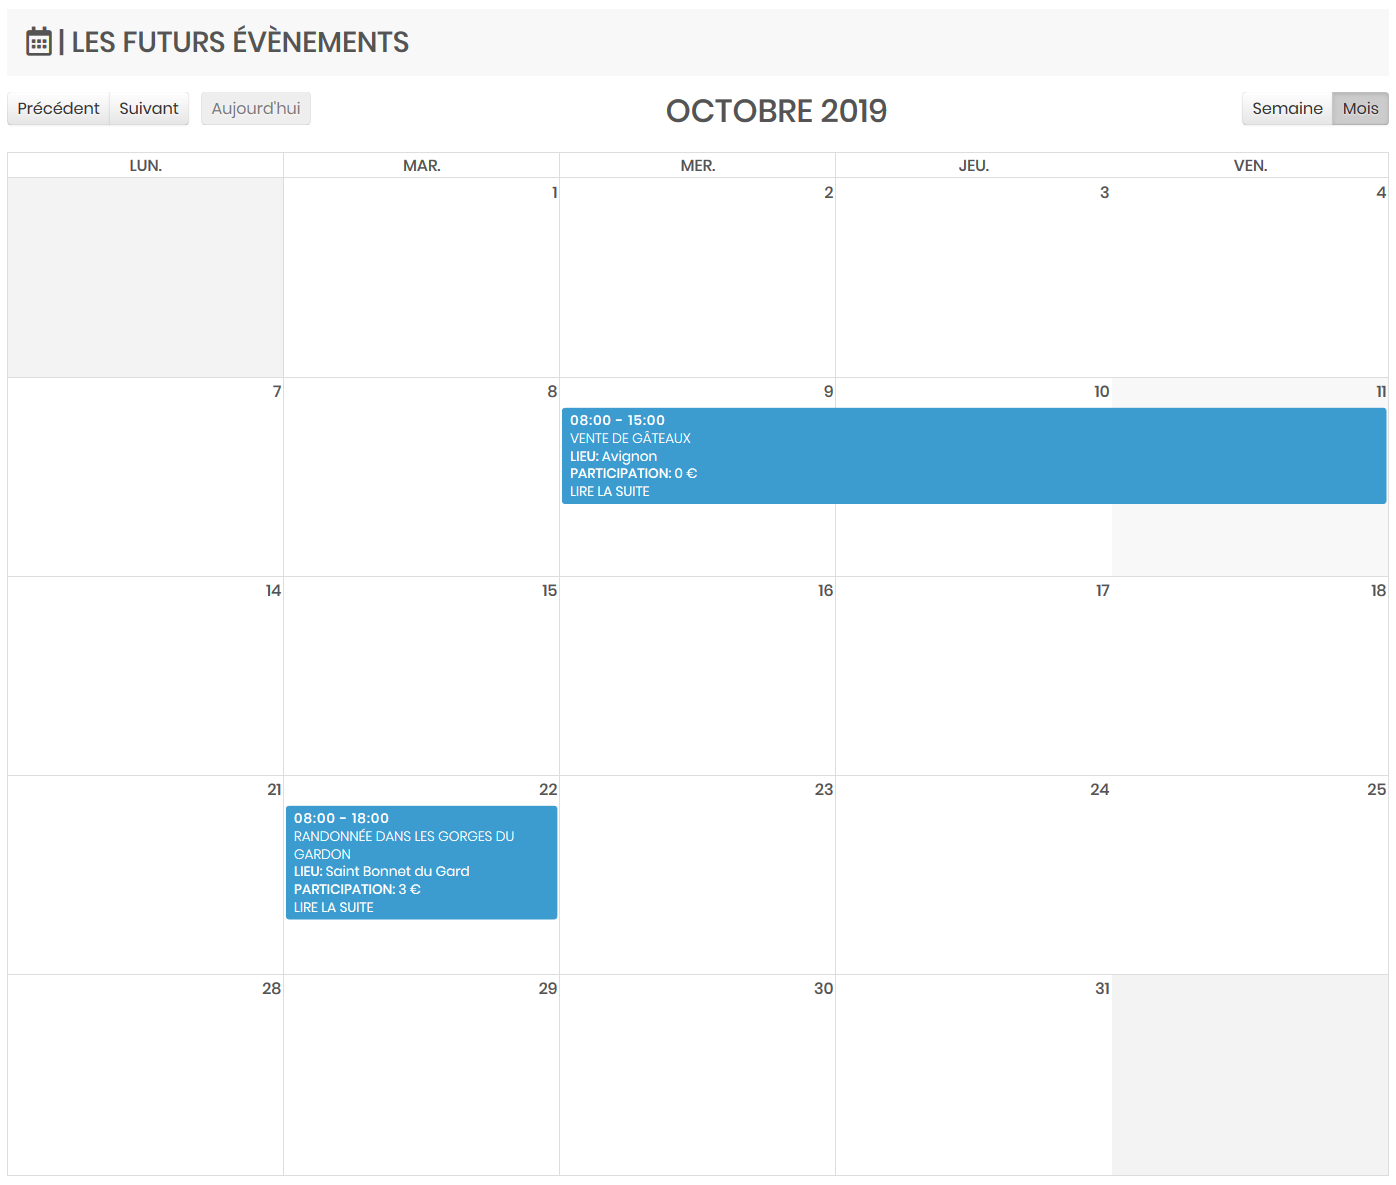 | LES FUTURS ÉVÈNEMENTS
Précédent Suivant Aujourd'hui OCTOBRE 2019 Semaine Mois
LUN. MAR. MER. JEU. VEN.
1 2 3 4
7 8 9 10 11
08:00 - 15:00
VENTE DE GÂTEAUX
LIEU: Avignon
PARTICIPATION: 0 €
LIRE LA SUITE
14 15 16 17 18
21 22 23 24 25
08:00 - 18:00
RANDONNÉE DANS LES GORGES DU
GARDON
LIEU: Saint Bonnet du Gard
PARTICIPATION: 3 €
LIRE LA SUITE
28 29 30 31